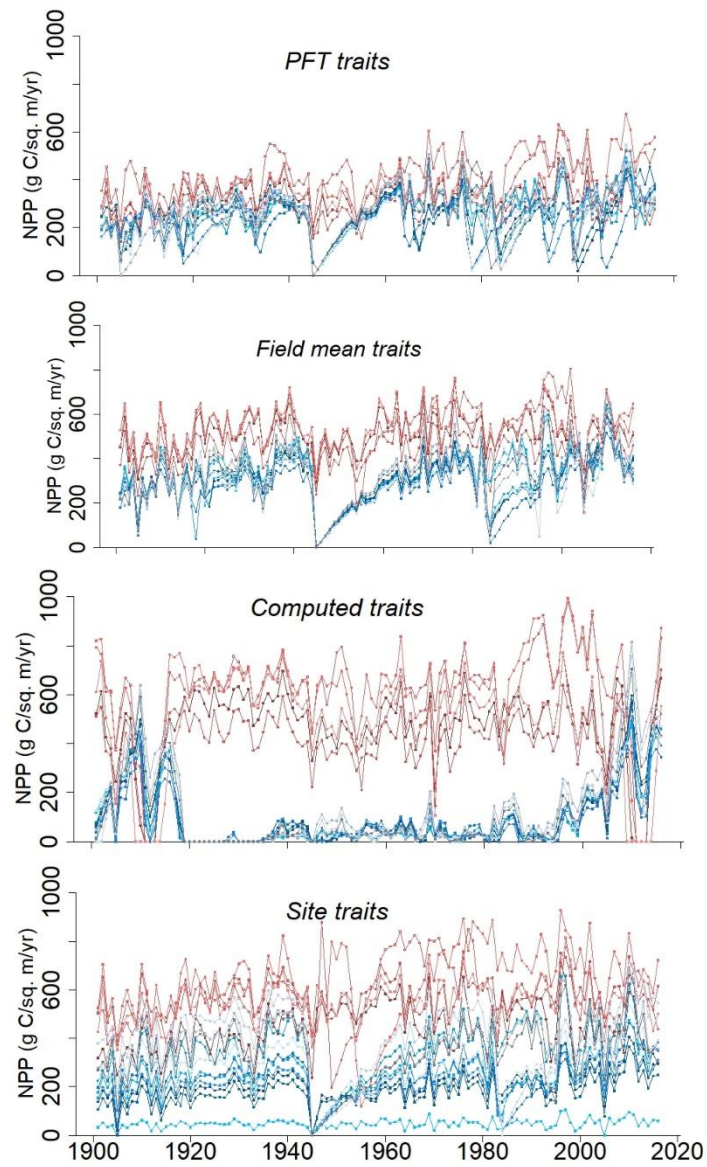 PFT traits
NPP (g C/sq. m/yr)
1000
600
200
0
Field mean traits
NPP (g C/sq. m/yr)
1000
600
200
0
Computed traits
NPP (g C/sq. m/yr)
1000
600
200
0
Site traits
NPP (g C/sq. m/yr)
1000
600
200
0
1900 1920 1940 1960 1980 2000 2020